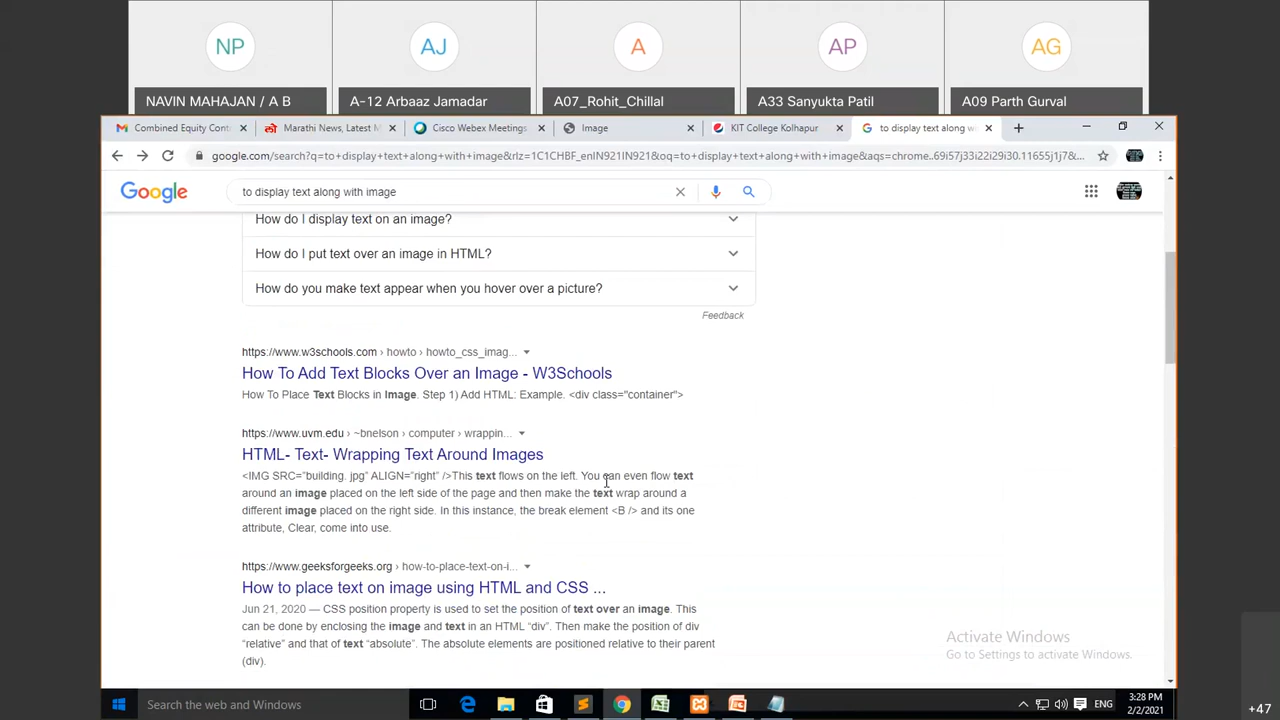 NP
AJ
A
AP
AG
NAVIN MAHAJAN / A B
A-12 Arbaaz Jamadar
A07_Rohit_Chillal
A33 Sanyukta Patil
A09 Parth Gurval
Combined Equity Cont
Marathi News, Latest M
Cisco Webex Meetings
Image
KIT College Kolhapur
to display text along wi
google.com/search?q=to+display+text+along+with+image&rlz=1C1CHBF_enIN921IN921&oq=to+display+text+along+with+image&aqs=chrome..69i57j33i22i29i30.11655j1j7&...
Google
to display text along with image
How do I display text on an image?
How do I put text over an image in HTML?
How do you make text appear when you hover over a picture?
Feedback
https://www.w3schools.com › howto › howto_css_imag...
How To Add Text Blocks Over an Image - W3Schools
How To Place Text Blocks in Image. Step 1) Add HTML: Example. <div class="container">
https://www.uvm.edu › ~bnelson › computer › wrappin...
HTML- Text- Wrapping Text Around Images
<IMG SRC="building. jpg" ALIGN="right" />This text flows on the left. You can even flow text
around an image placed on the left side of the page and then make the text wrap around a
different image placed on the right side. In this instance, the break element <B /> and its one
attribute, Clear, come into use.
https://www.geeksforgeeks.org › how-to-place-text-on-i...
How to place text on image using HTML and CSS ...
Jun 21, 2020 — CSS position property is used to set the position of text over an image. This
can be done by enclosing the image and text in an HTML “div”. Then make the position of div
“relative” and that of text “absolute”. The absolute elements are positioned relative to their parent
(div).
Activate Windows
Go to Settings to activate Windows.
Search the web and Windows
ENG
3:28 PM
2/2/2021
+47